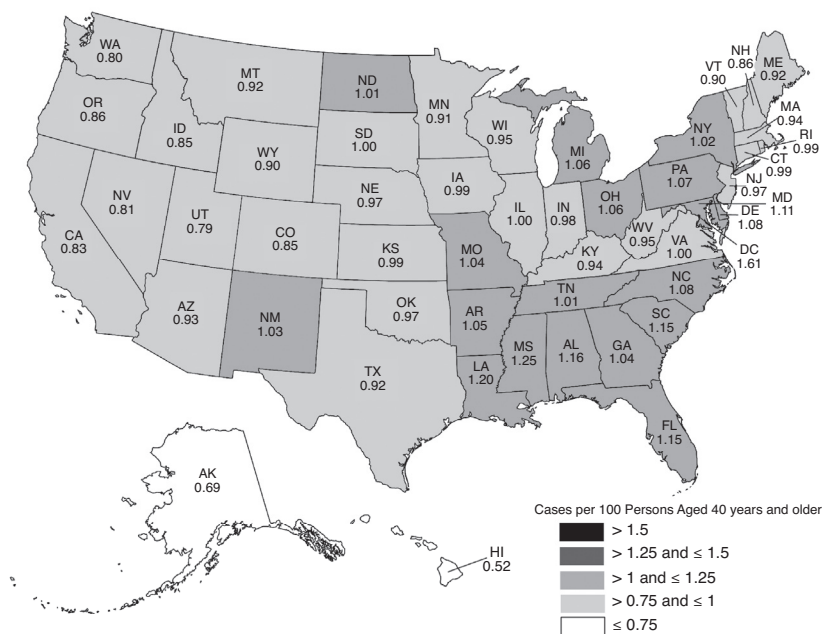 WA
0.80
OR
0.86
CA
0.83
NV
0.81
ID
0.85
MT
0.92
WY
0.90
UT
0.79
CO
0.85
AZ
0.93
NM
1.03
ND
1.01
SD
1.00
NE
0.97
KS
0.99
OK
0.97
TX
0.92
MN
0.91
IA
0.99
MO
1.04
AR
1.05
LA
1.20
WI
0.95
IL
1.00
MI
1.06
IN
0.98
OH
1.06
KY
0.94
TN
1.01
MS
1.25
AL
1.16
GA
1.04
FL
1.15
SC
1.15
NC
1.08
VA
1.00
WV
0.95
PA
1.07
NY
1.02
VT
0.90
NH
0.86
ME
0.92
MA
0.94
RI
0.99
CT
0.99
NJ
0.97
MD
1.11
DE
1.08
DC
1.61
AK
0.69
HI
0.52
Cases per 100 Persons Aged 40 years and older
> 1.5
> 1.25 and ≤ 1.5
> 1 and ≤ 1.25
> 0.75 and ≤ 1
≤ 0.75